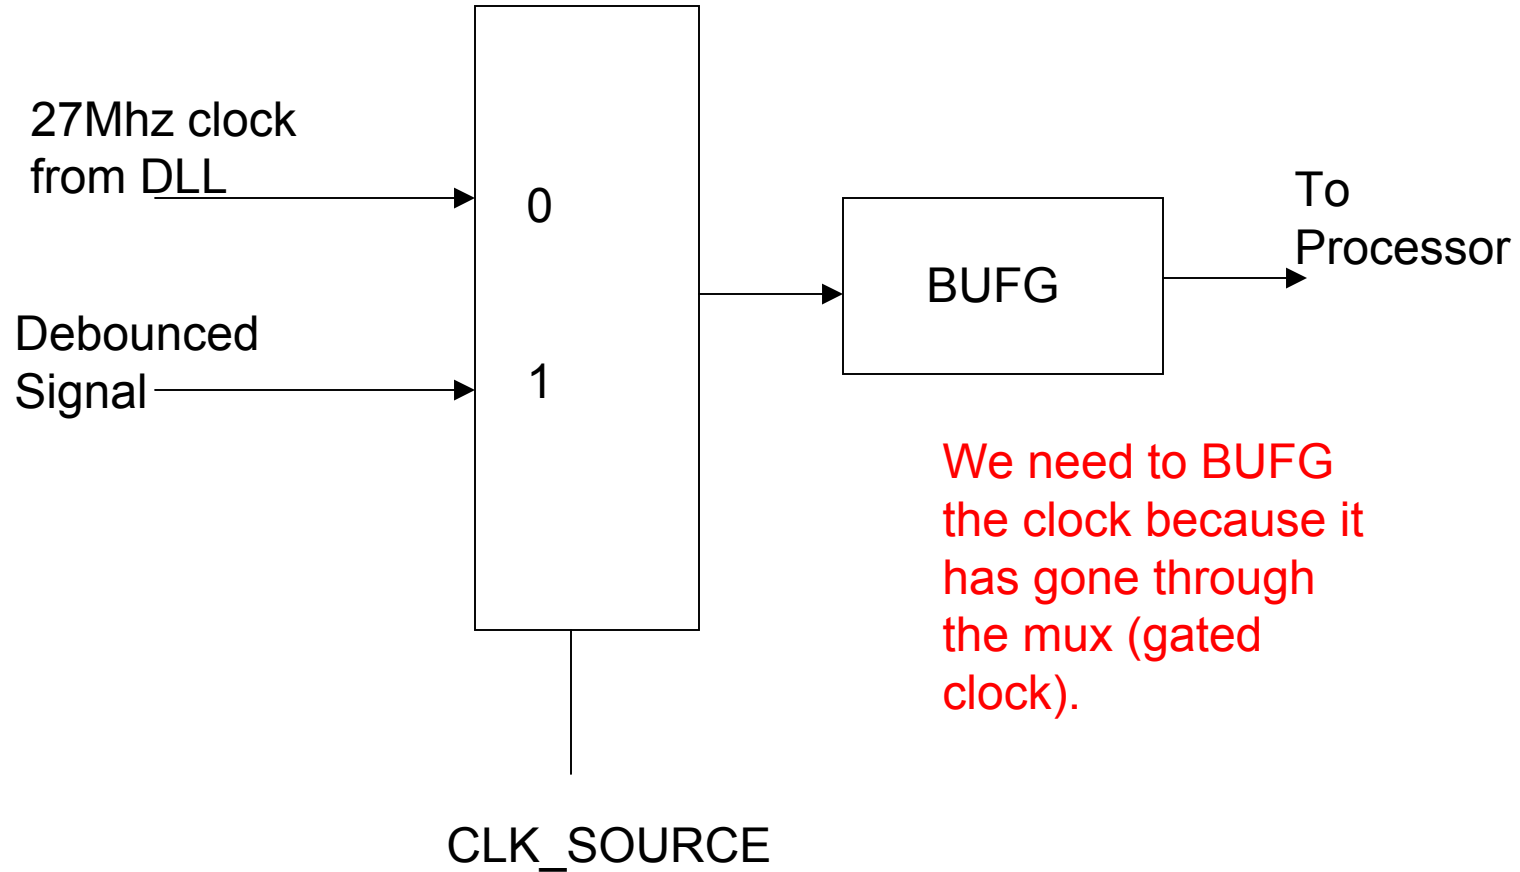 27Mhz clock
from DLL
0
Debounced
Signal
1
BUFG
To
Processor
We need to BUFG
the clock because it
has gone through
the mux (gated
clock).
CLK_SOURCE